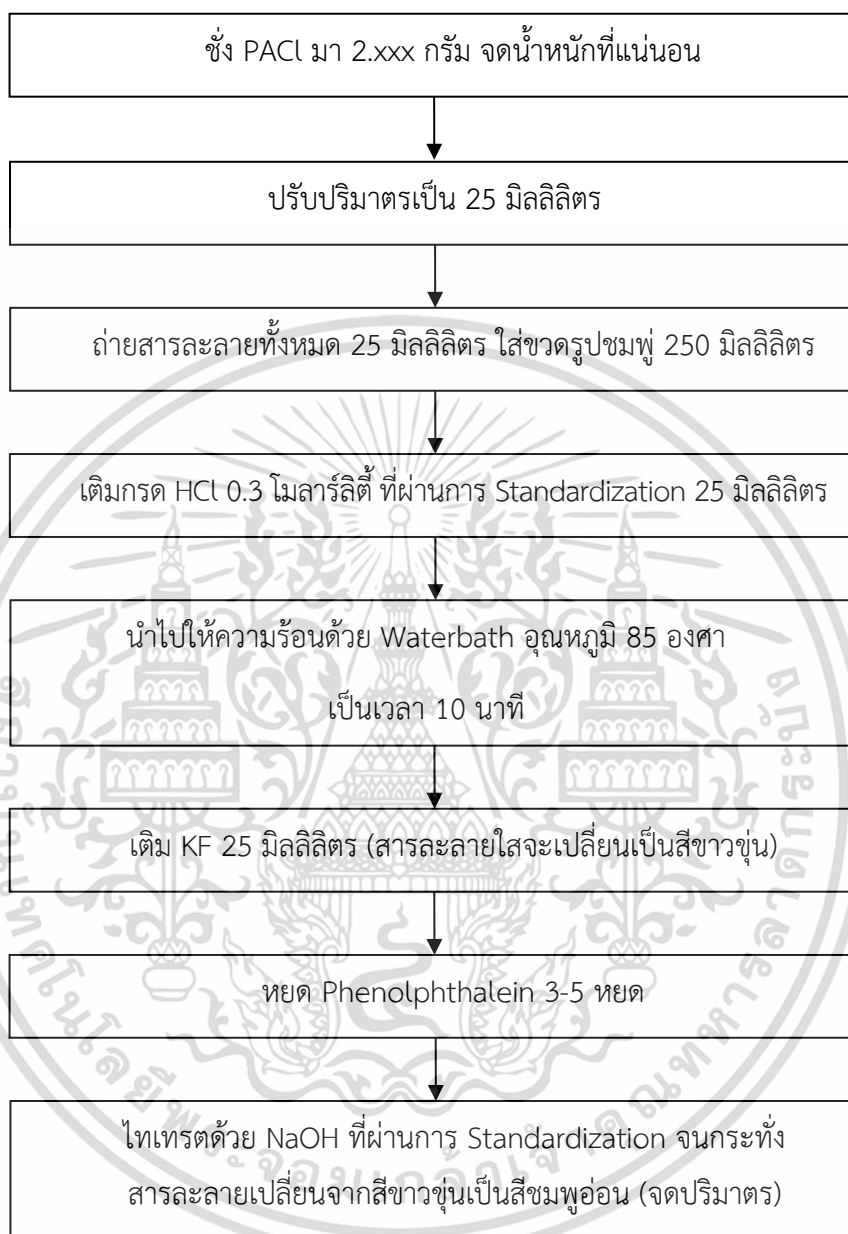 ชั่ง PACl มา 2.xxx กรัม จดน้ำหนักที่แน่นอน
ปรับปริมาตรเป็น 25 มิลลิลิตร
ถ่ายสารละลายทั้งหมด 25 มิลลิลิตร ใส่ขวดรูปชมพู่ 250 มิลลิลิตร
เติมกรด HCl 0.3 โมลาร์ลิตี้ ที่ผ่านการ Standardization 25 มิลลิลิตร
นำไปให้ความร้อนด้วย Waterbath อุณหภูมิ 85 องศา
เป็นเวลา 10 นาที
เติม KF 25 มิลลิลิตร (สารละลายใสจะเปลี่ยนเป็นสีขาวขุ่น)
หยด Phenolphthalein 3-5 หยด
ไทเทรตด้วย NaOH ที่ผ่านการ Standardization จนกระทั่ง
สารละลายเปลี่ยนจากสีขาวขุ่นเป็นสีชมพูอ่อน (จดปริมาตร)